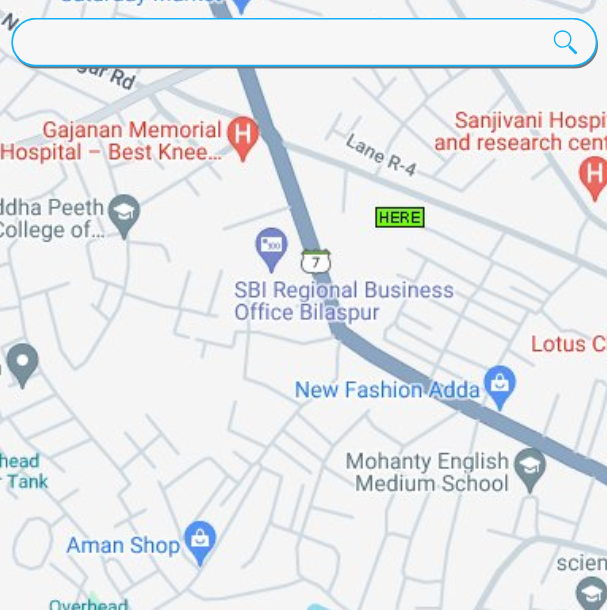 Saturday Market
gar Rd
Gajanan Memorial
Hospital – Best Knee...
Sanjivani Hospi
and research cent
Lane R-4
ddha Peeth
College of...
HERE
100
7
SBI Regional Business
Office Bilaspur
Lotus C
New Fashion Adda
head
r Tank
Mohanty English
Medium School
Aman Shop
scien
Overhead